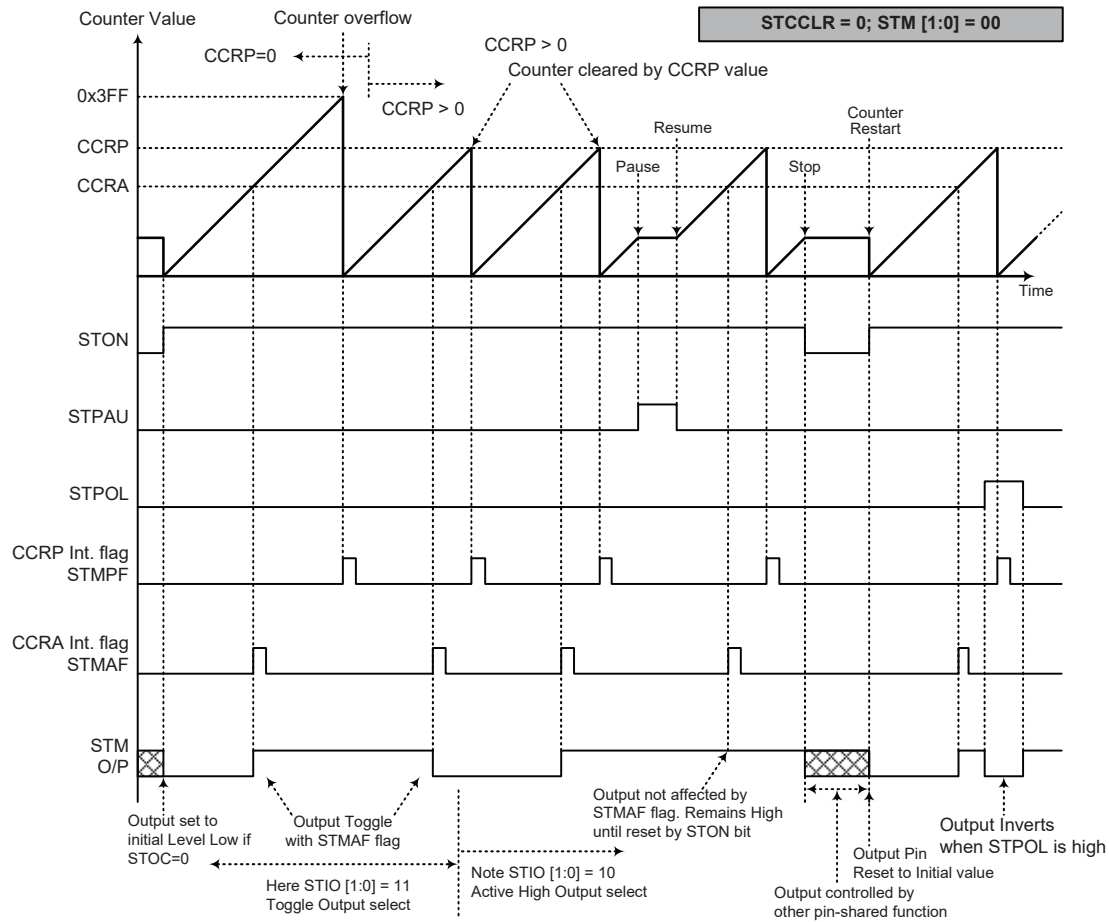 Counter Value
Counter overflow
STCCLR = 0; STM [1:0] = 00
CCRP=0
CCRP > 0
CCRP > 0
Counter cleared by CCRP value
0x3FF
CCRP
CCRA
Pause
Resume
Stop
Counter
Restart
Time
STON
STPAU
STPOL
CCRP Int. flag
STMPF
CCRA Int. flag
STMAF
STM
O/P
Output set to
initial Level Low if
STOC=0
Output Toggle
with STMAF flag
Here STIO [1:0] = 11
Toggle Output select
Note STIO [1:0] = 10
Active High Output select
Output not affected by
STMAF flag. Remains High
until reset by STON bit
Output controlled by
other pin-shared function
Output Pin
Reset to Initial value
Output Inverts
when STPOL is high